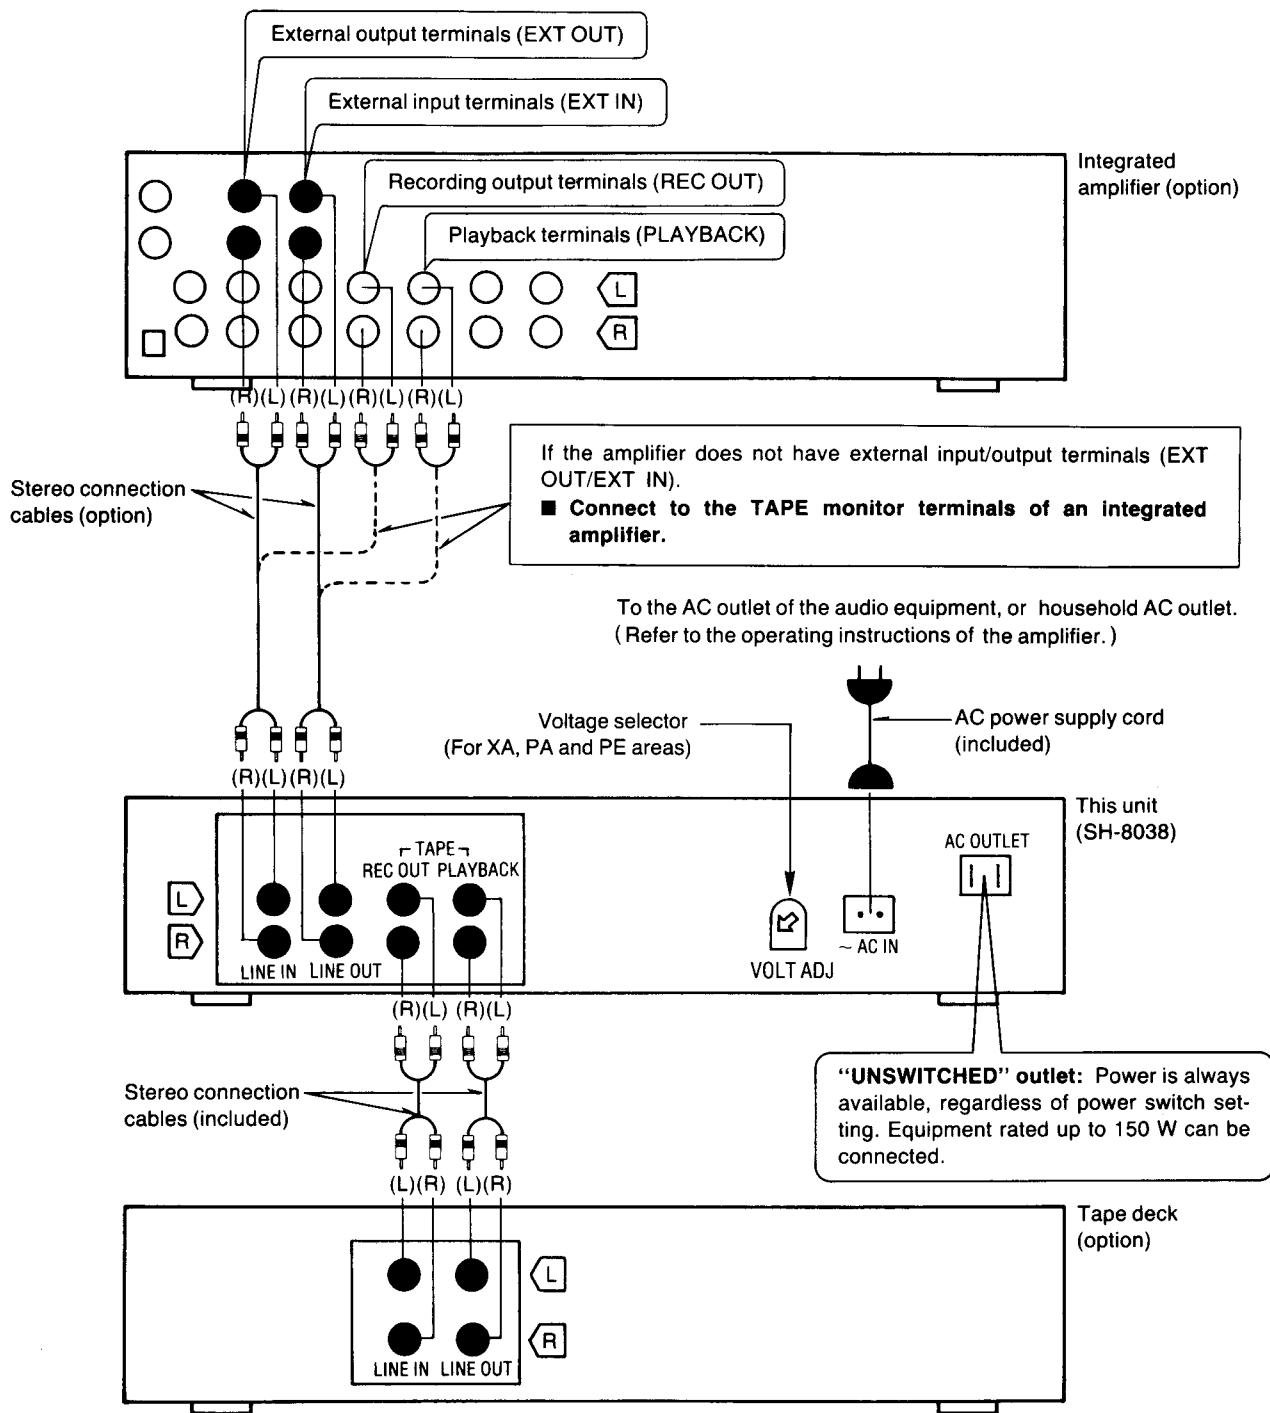 External output terminals (EXT OUT)
External input terminals (EXT IN)
Integrated
amplifier (option)
Recording output terminals (REC OUT)
Playback terminals (PLAYBACK)
L
R
(R)(L) (R)(L) (R)(L) (R)(L)
If the amplifier does not have external input/output terminals (EXT
OUT/EXT IN).
■ Connect to the TAPE monitor terminals of an integrated
amplifier.
Stereo connection
cables (option)
To the AC outlet of the audio equipment, or household AC outlet.
(Refer to the operating instructions of the amplifier.)
Voltage selector
(For XA, PA and PE areas)
AC power supply cord
(included)
(R)(L) (R)(L)
This unit
(SH-8038)
TAPE
REC OUT PLAYBACK
AC OUTLET
L
R
LINE IN LINE OUT
VOLT ADJ
~ AC IN
(R)(L) (R)(L)
"UNSWITCHED" outlet: Power is always
available, regardless of power switch set-
ting. Equipment rated up to 150 W can be
connected.
Stereo connection
cables (included)
(L)(R) (L)(R)
Tape deck
(option)
L
R
LINE IN LINE OUT